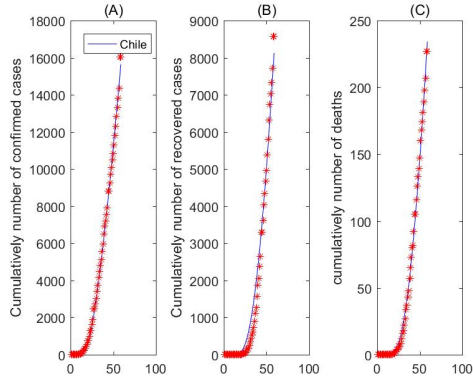 (A)
Cumulatively number of confirmed cases
18000
16000
14000
12000
10000
8000
6000
4000
2000
0
0 50 100
Chile
(B)
Cumulatively number of recovered cases
9000
8000
7000
6000
5000
4000
3000
2000
1000
0
0 50 100
(C)
cumulatively number of deaths
250
200
150
100
50
0
0 50 100